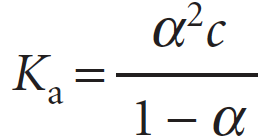 Kₐ = α²c / (1 − α)